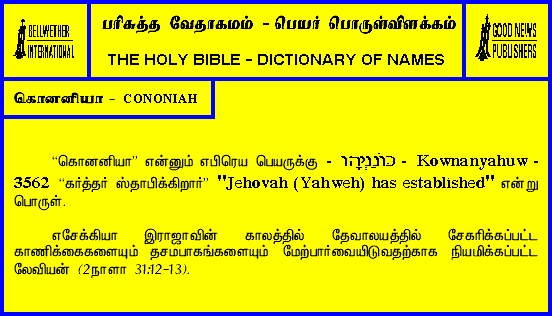 BELLWETHER
INTERNATIONAL
பரிசுத்த வேதாகமம் - பெயர் பொருள்விளக்கம்
THE HOLY BIBLE - DICTIONARY OF NAMES
GOOD NEWS
PUBLISHERS
கொனனியா - CONONIAH
“கொனனியா” என்னும் எபிரெய பெயருக்கு - כּוֹנַנְיָהוּ - Kownanyahuw -
3562 “கர்த்தர் ஸ்தாபிக்கிறார்” "Jehovah (Yahweh) has established" என்று
பொருள்.
எசேக்கியா இராஜாவின் காலத்தில் தேவாலயத்தில் சேகரிக்கப்பட்ட
காணிக்கைகளையும் தசமபாகங்களையும் மேற்பார்வையிடுவதற்காக நியமிக்கப்பட்ட
லேவியன் (2நாளா 31:12-13).